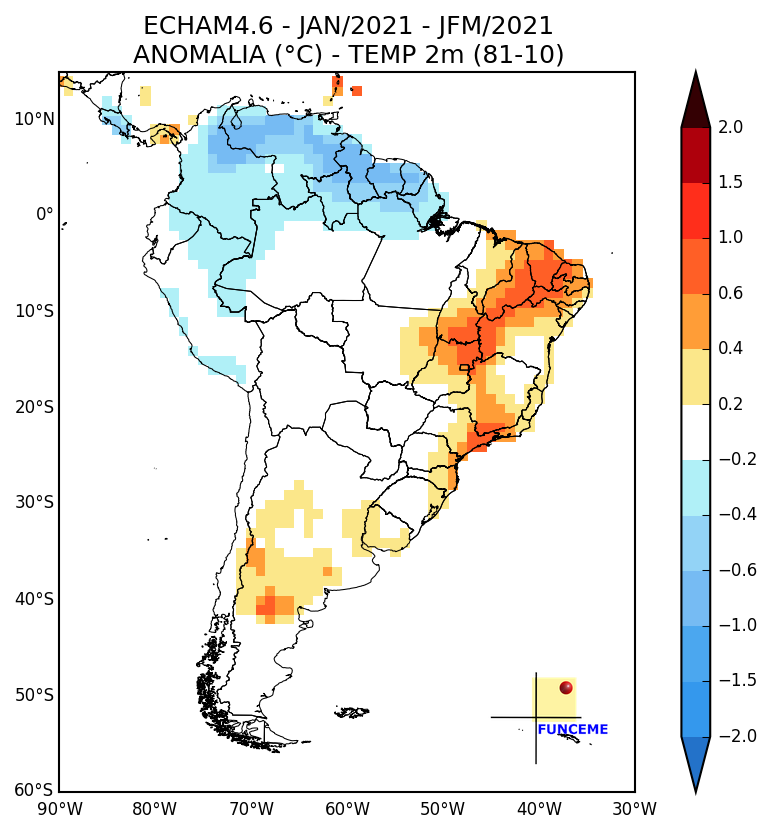 ECHAM4.6 - JAN/2021 - JFM/2021
ANOMALIA (°C) - TEMP 2m (81-10)
10°N
0°
10°S
20°S
30°S
40°S
50°S
60°S
90°W 80°W 70°W 60°W 50°W 40°W 30°W
2.0
1.5
1.0
0.6
0.4
0.2
−0.2
−0.4
−0.6
−1.0
−1.5
−2.0
FUNCEME